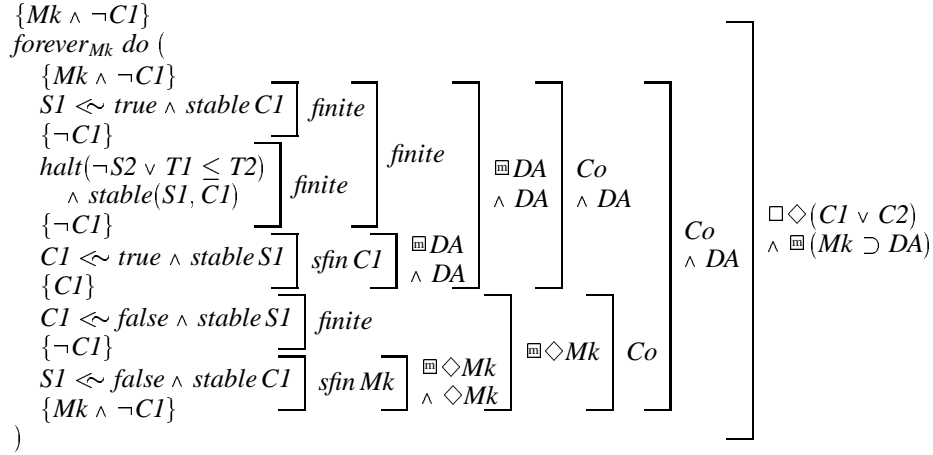 {Mk ∧ ¬C1}
forever_Mk do (
{Mk ∧ ¬C1}
S1 <~ true ∧ stable C1 finite
{¬C1}
halt(¬S2 ∨ T1 ≤ T2)
∧ stable(S1, C1) finite
finite
{¬C1}
C1 <~ true ∧ stable S1 sfin C1
{C1}
ⓜ DA
∧ DA
ⓜ DA
∧ DA
Co
∧ DA
C1 <~ false ∧ stable S1 finite
{¬C1}
S1 <~ false ∧ stable C1 sfin Mk
{Mk ∧ ¬C1}
ⓜ ◇Mk
∧ ◇Mk
ⓜ ◇Mk
Co
Co
∧ DA
□◇(C1 ∨ C2)
∧ ⓜ (Mk ⊃ DA)
)